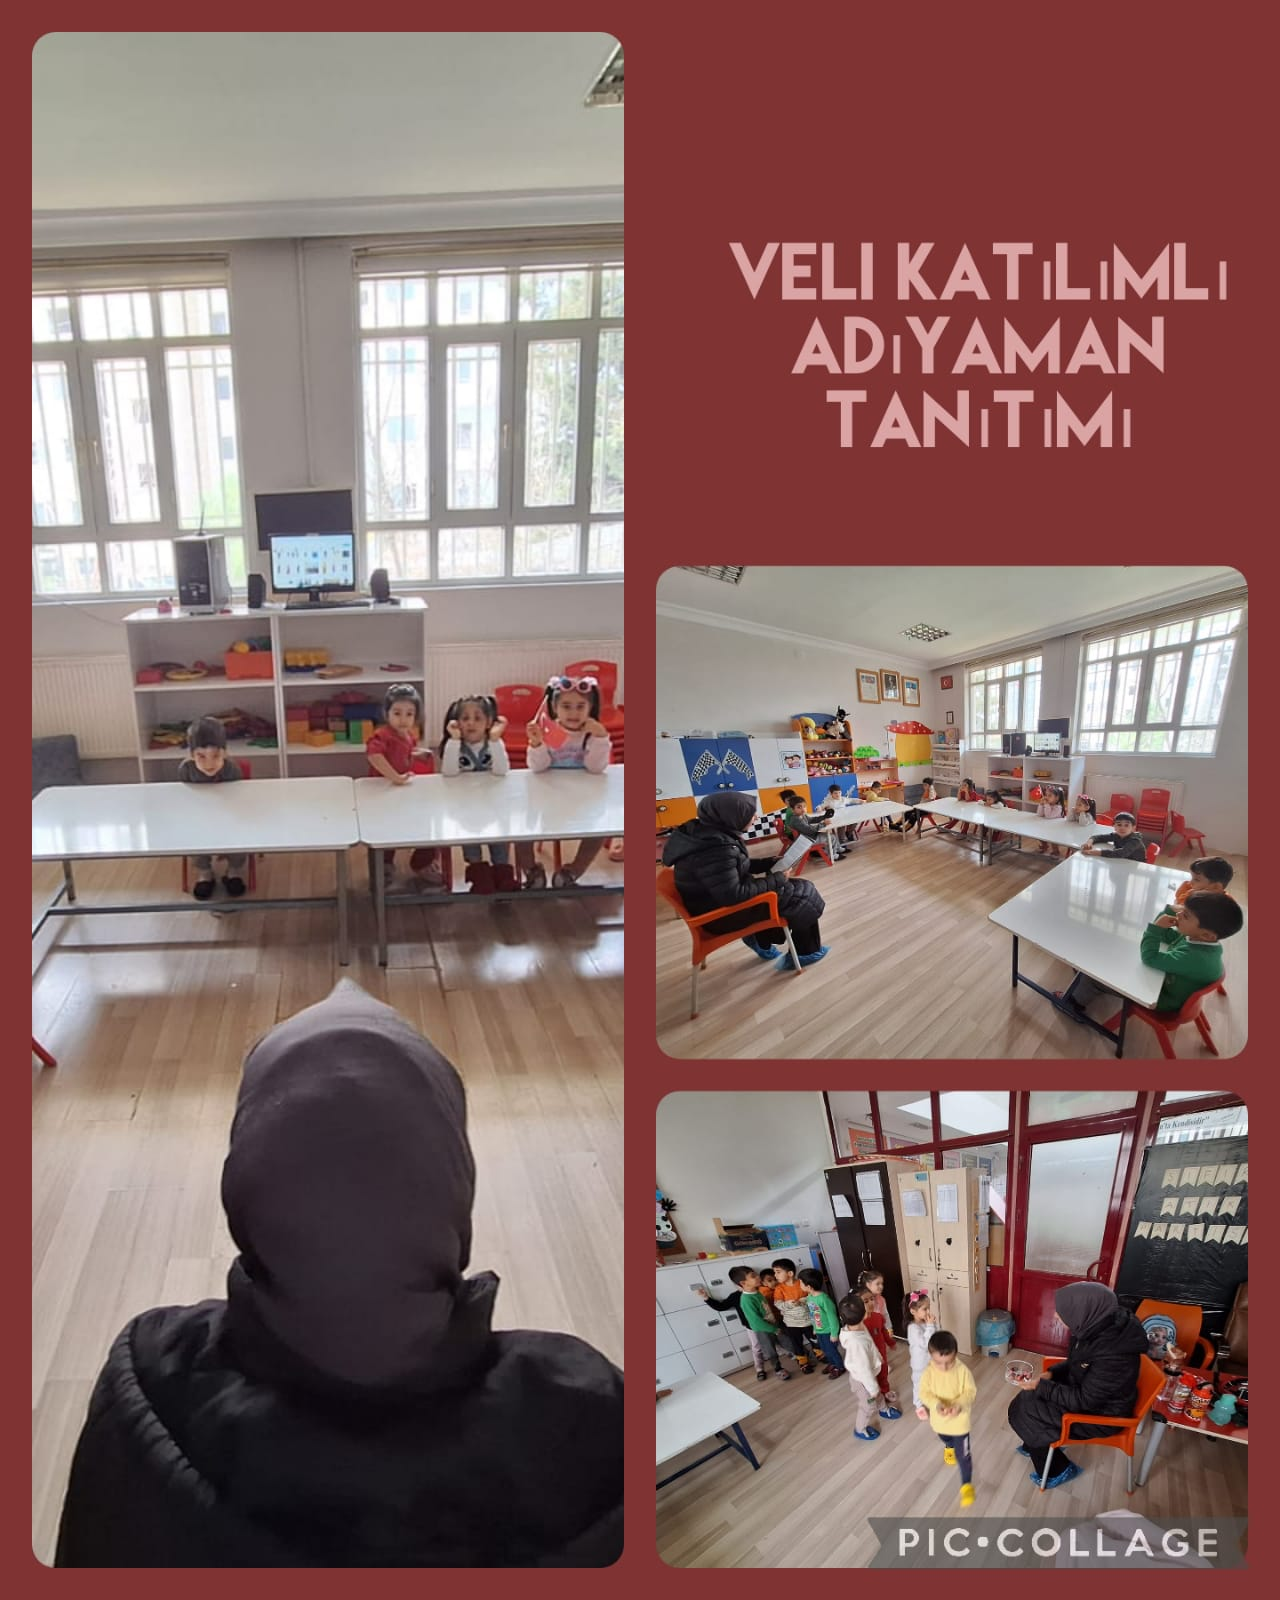 VELI KATILIMLI
ADIYAMAN
TANITIMI
PIC•COLLAGE